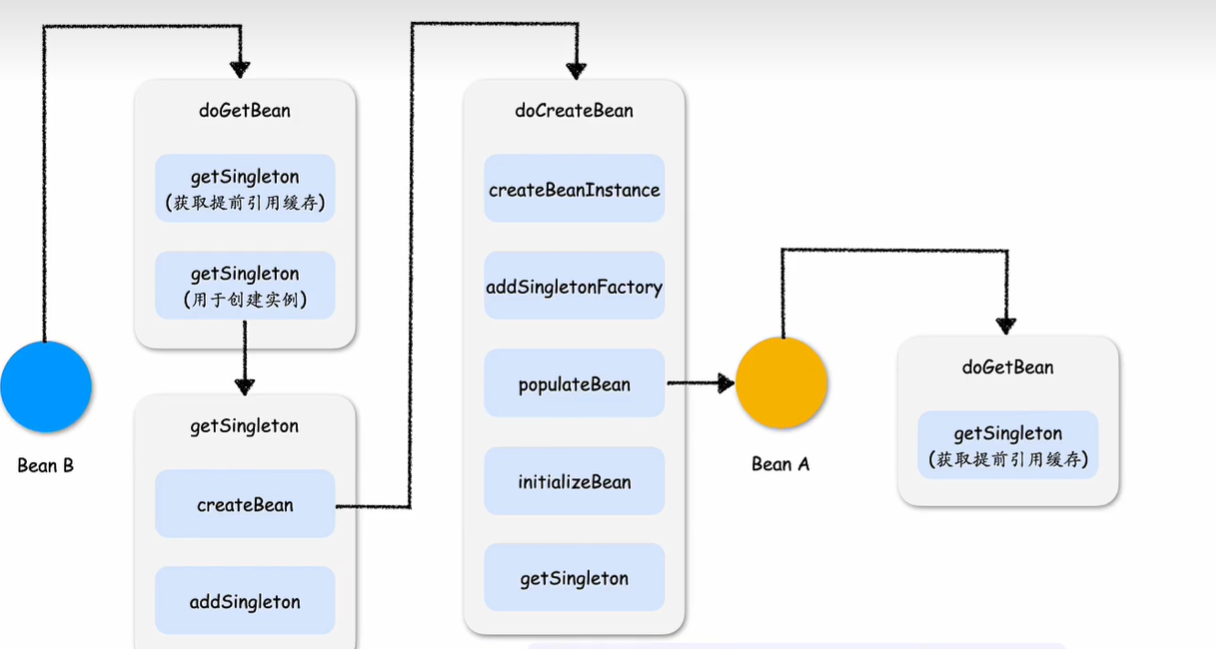 doGetBean
getSingleton
(获取提前引用缓存)
getSingleton
(用于创建实例)
Bean B
getSingleton
createBean
addSingleton
doCreateBean
createBeanInstance
addSingletonFactory
populateBean
initializeBean
getSingleton
Bean A
doGetBean
getSingleton
(获取提前引用缓存)